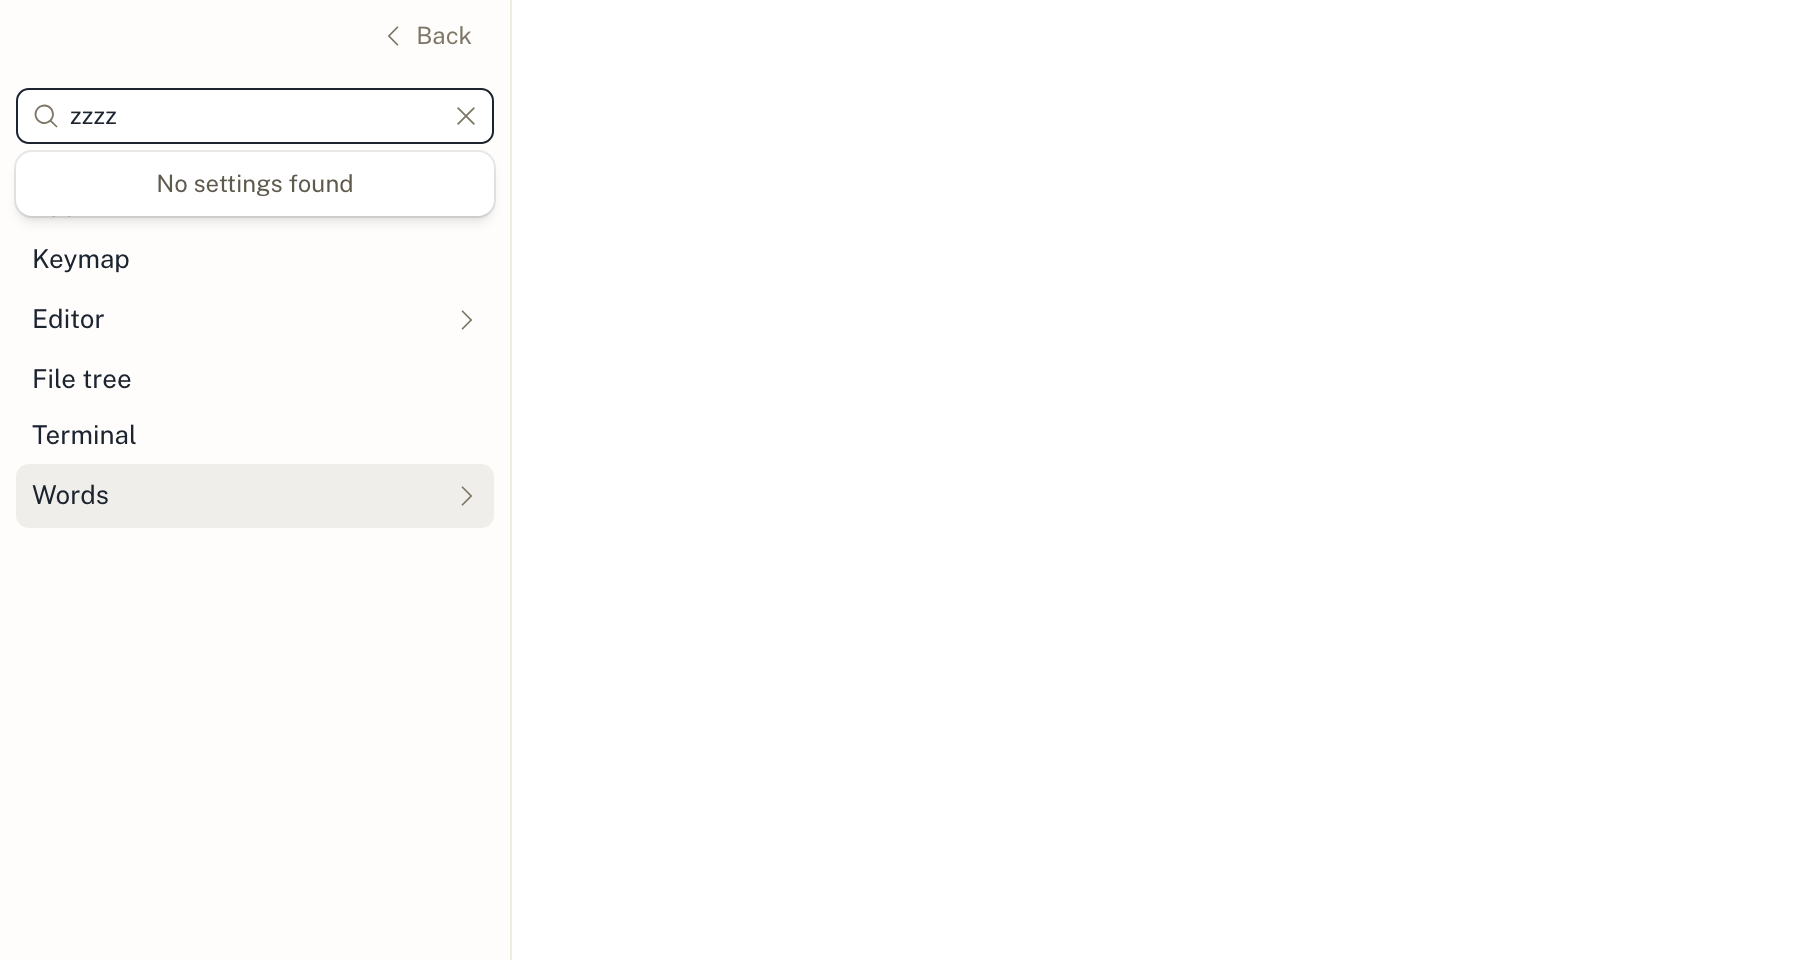 Back
zzzz
No settings found
Keymap
Editor
File tree
Terminal
Words